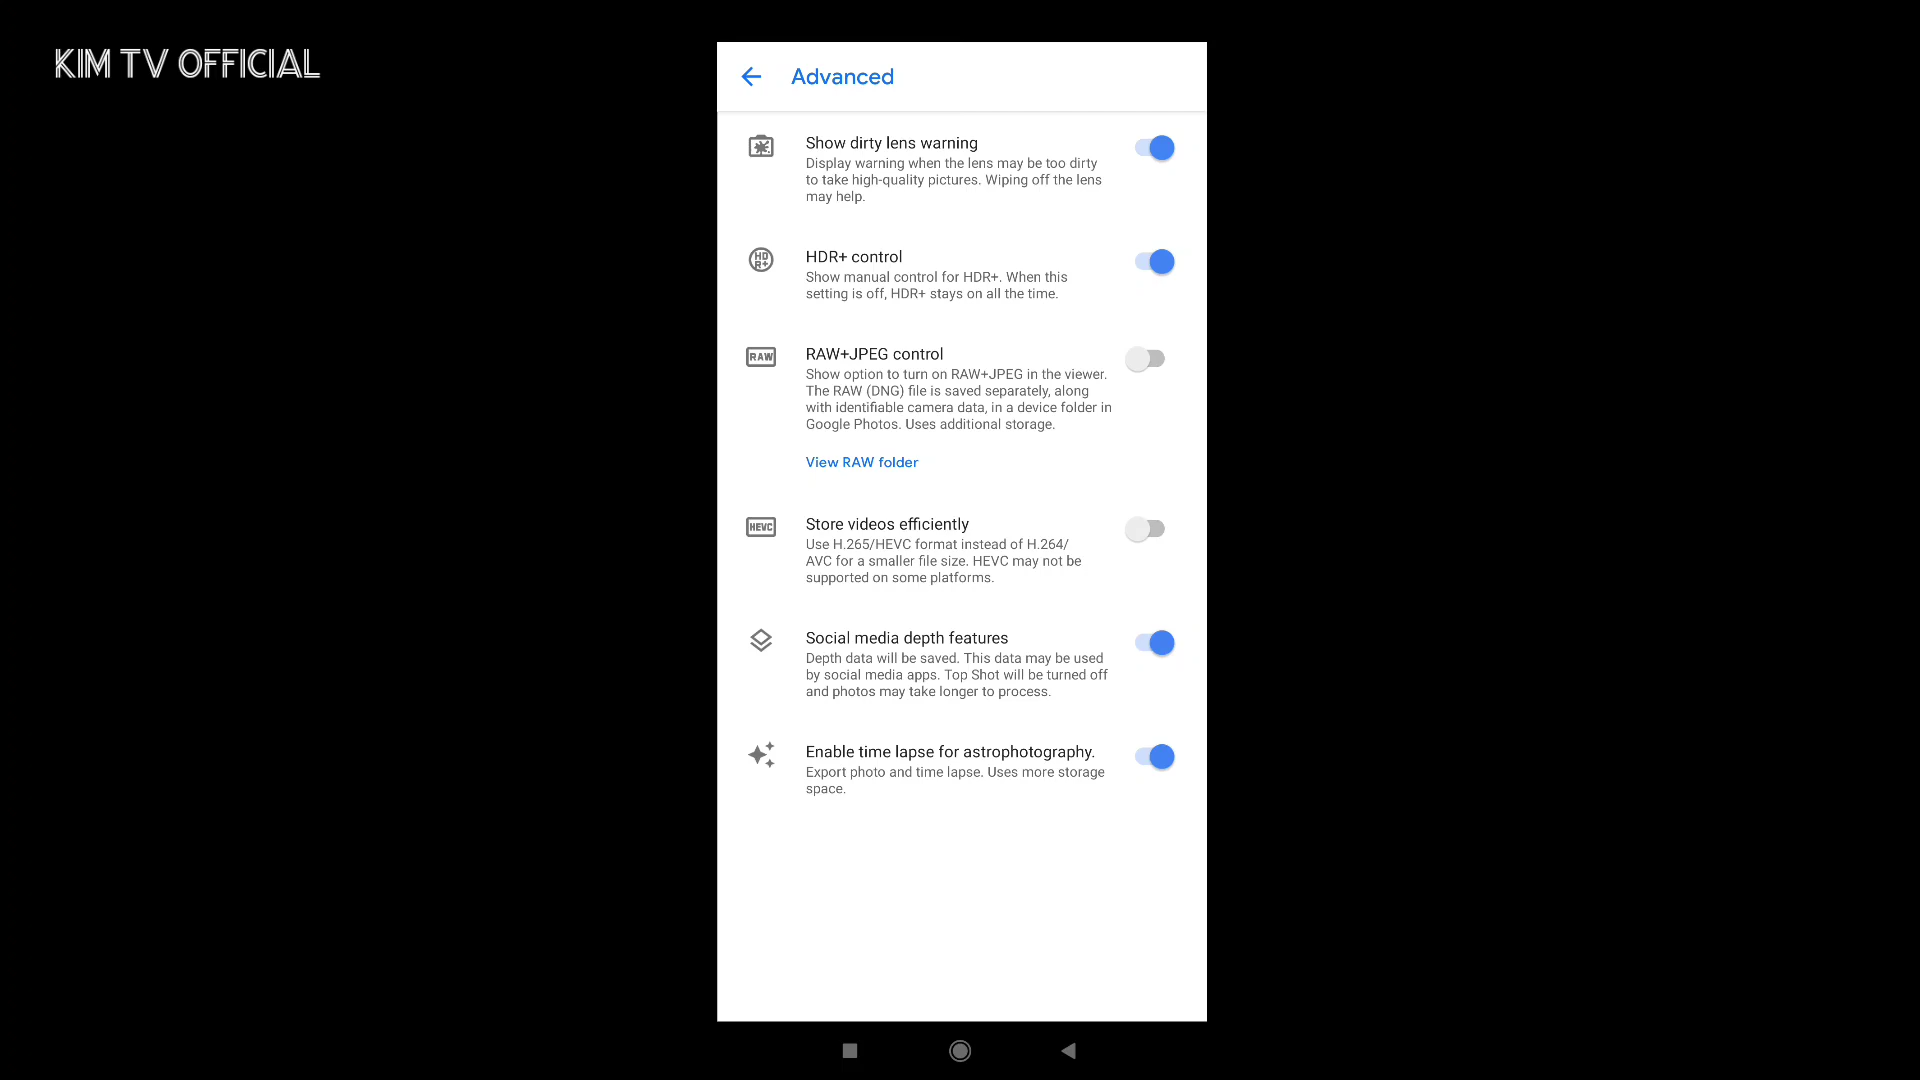 KIM TV OFFICIAL
Advanced
Show dirty lens warning
Display warning when the lens may be too dirty
to take high-quality pictures. Wiping off the lens
may help.
HD
R+
HDR+ control
Show manual control for HDR+. When this
setting is off, HDR+ stays on all the time.
RAW
RAW+JPEG control
Show option to turn on RAW+JPEG in the viewer.
The RAW (DNG) file is saved separately, along
with identifiable camera data, in a device folder in
Google Photos. Uses additional storage.
View RAW folder
HEVC
Store videos efficiently
Use H.265/HEVC format instead of H.264/
AVC for a smaller file size. HEVC may not be
supported on some platforms.
Social media depth features
Depth data will be saved. This data may be used
by social media apps. Top Shot will be turned off
and photos may take longer to process.
Enable time lapse for astrophotography.
Export photo and time lapse. Uses more storage
space.